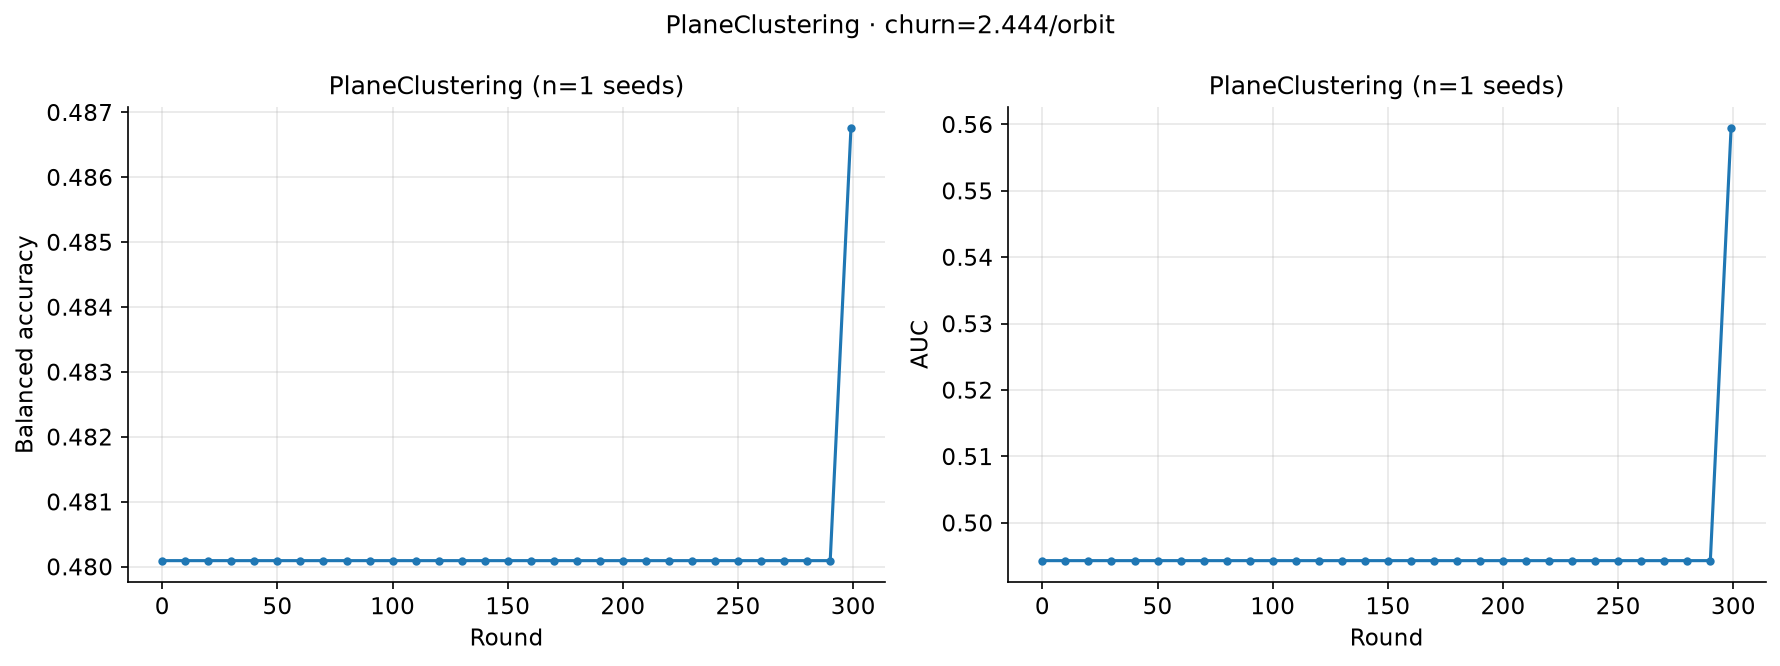 PlaneClustering · churn=2.444/orbit
PlaneClustering (n=1 seeds)
Balanced accuracy
0.487
0.486
0.485
0.484
0.483
0.482
0.481
0.480
0 50 100 150 200 250 300
Round
PlaneClustering (n=1 seeds)
AUC
0.56
0.55
0.54
0.53
0.52
0.51
0.50
0 50 100 150 200 250 300
Round